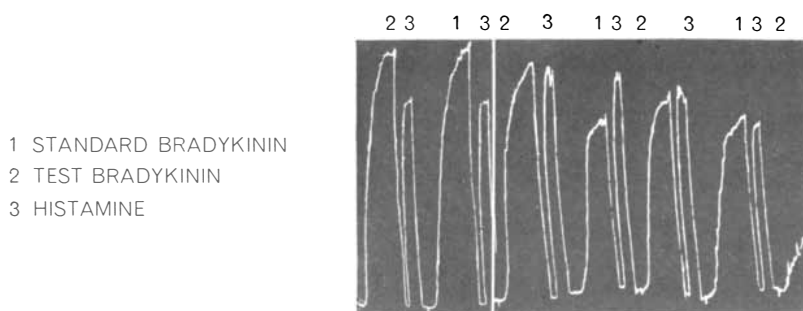 2 3 1 3 2 3 1 3 2 3 1 3 2
1 STANDARD BRADYKININ
2 TEST BRADYKININ
3 HISTAMINE